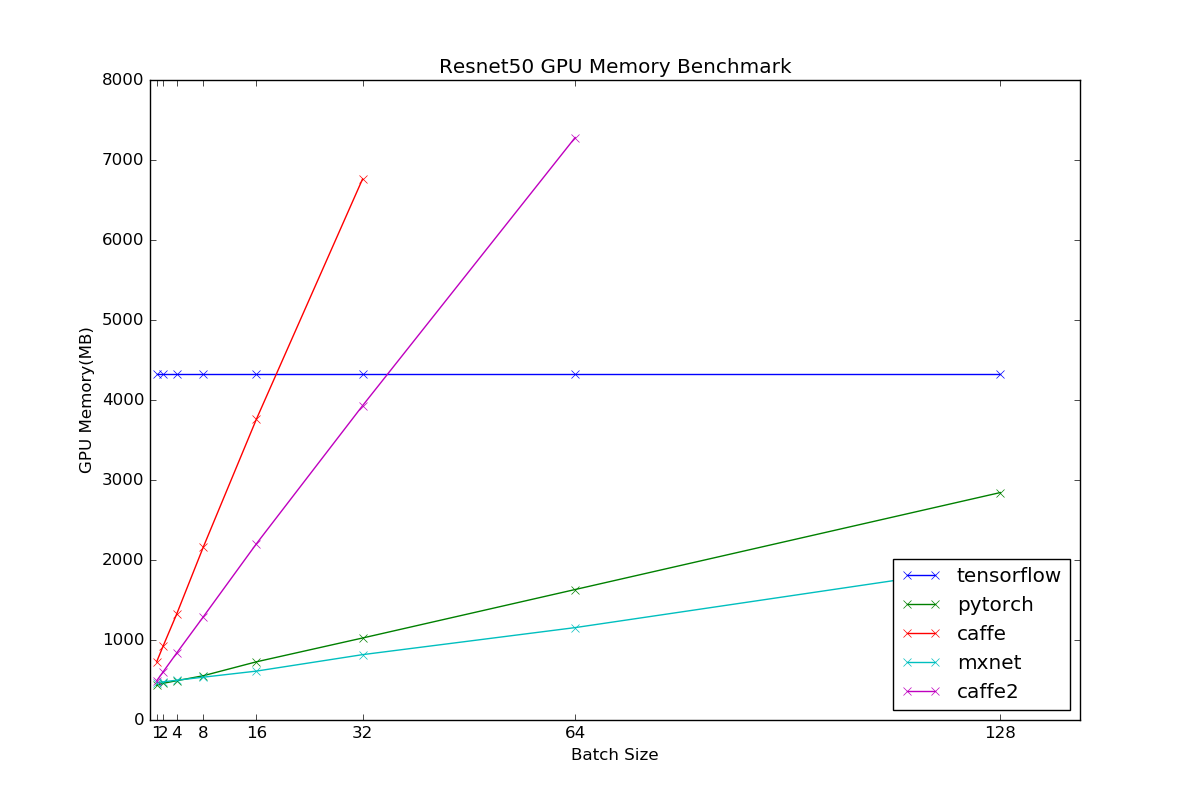 Resnet50 GPU Memory Benchmark
8000
7000
6000
5000
4000
3000
2000
1000
0
GPU Memory(MB)
1 2 4 8 16 32 64 128
Batch Size
tensorflow
pytorch
caffe
mxnet
caffe2